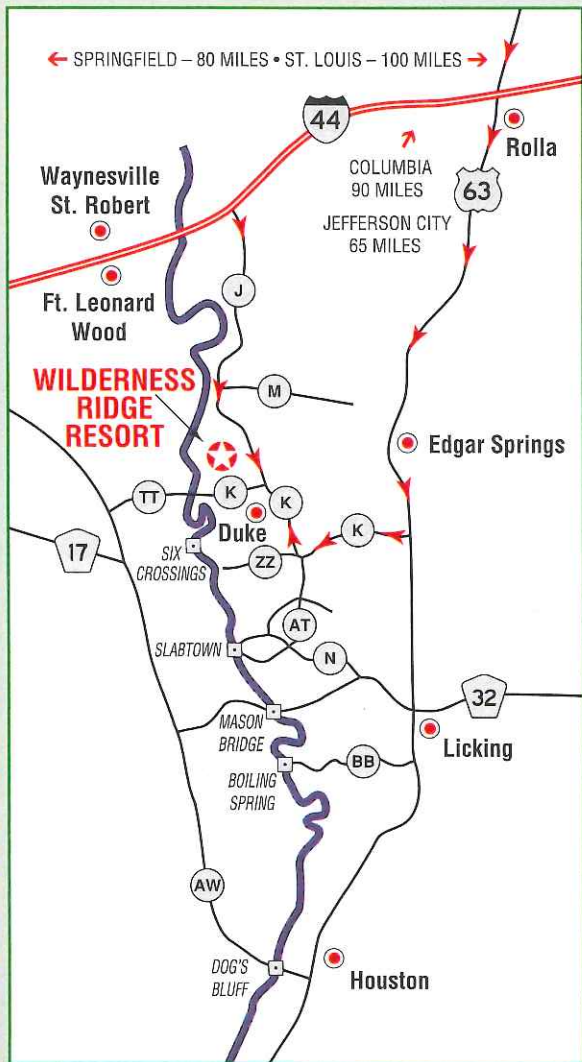 ← SPRINGFIELD – 80 MILES • ST. LOUIS – 100 MILES →
44
Rolla
COLUMBIA
90 MILES
63
JEFFERSON CITY
65 MILES
Waynesville
St. Robert
Ft. Leonard
Wood
J
WILDERNESS
RIDGE
RESORT
M
Edgar Springs
TT
K
K
K
Duke
17
SIX
CROSSINGS
ZZ
AT
SLABTOWN
N
32
MASON
BRIDGE
Licking
BOILING
SPRING
BB
AW
DOG'S
BLUFF
Houston